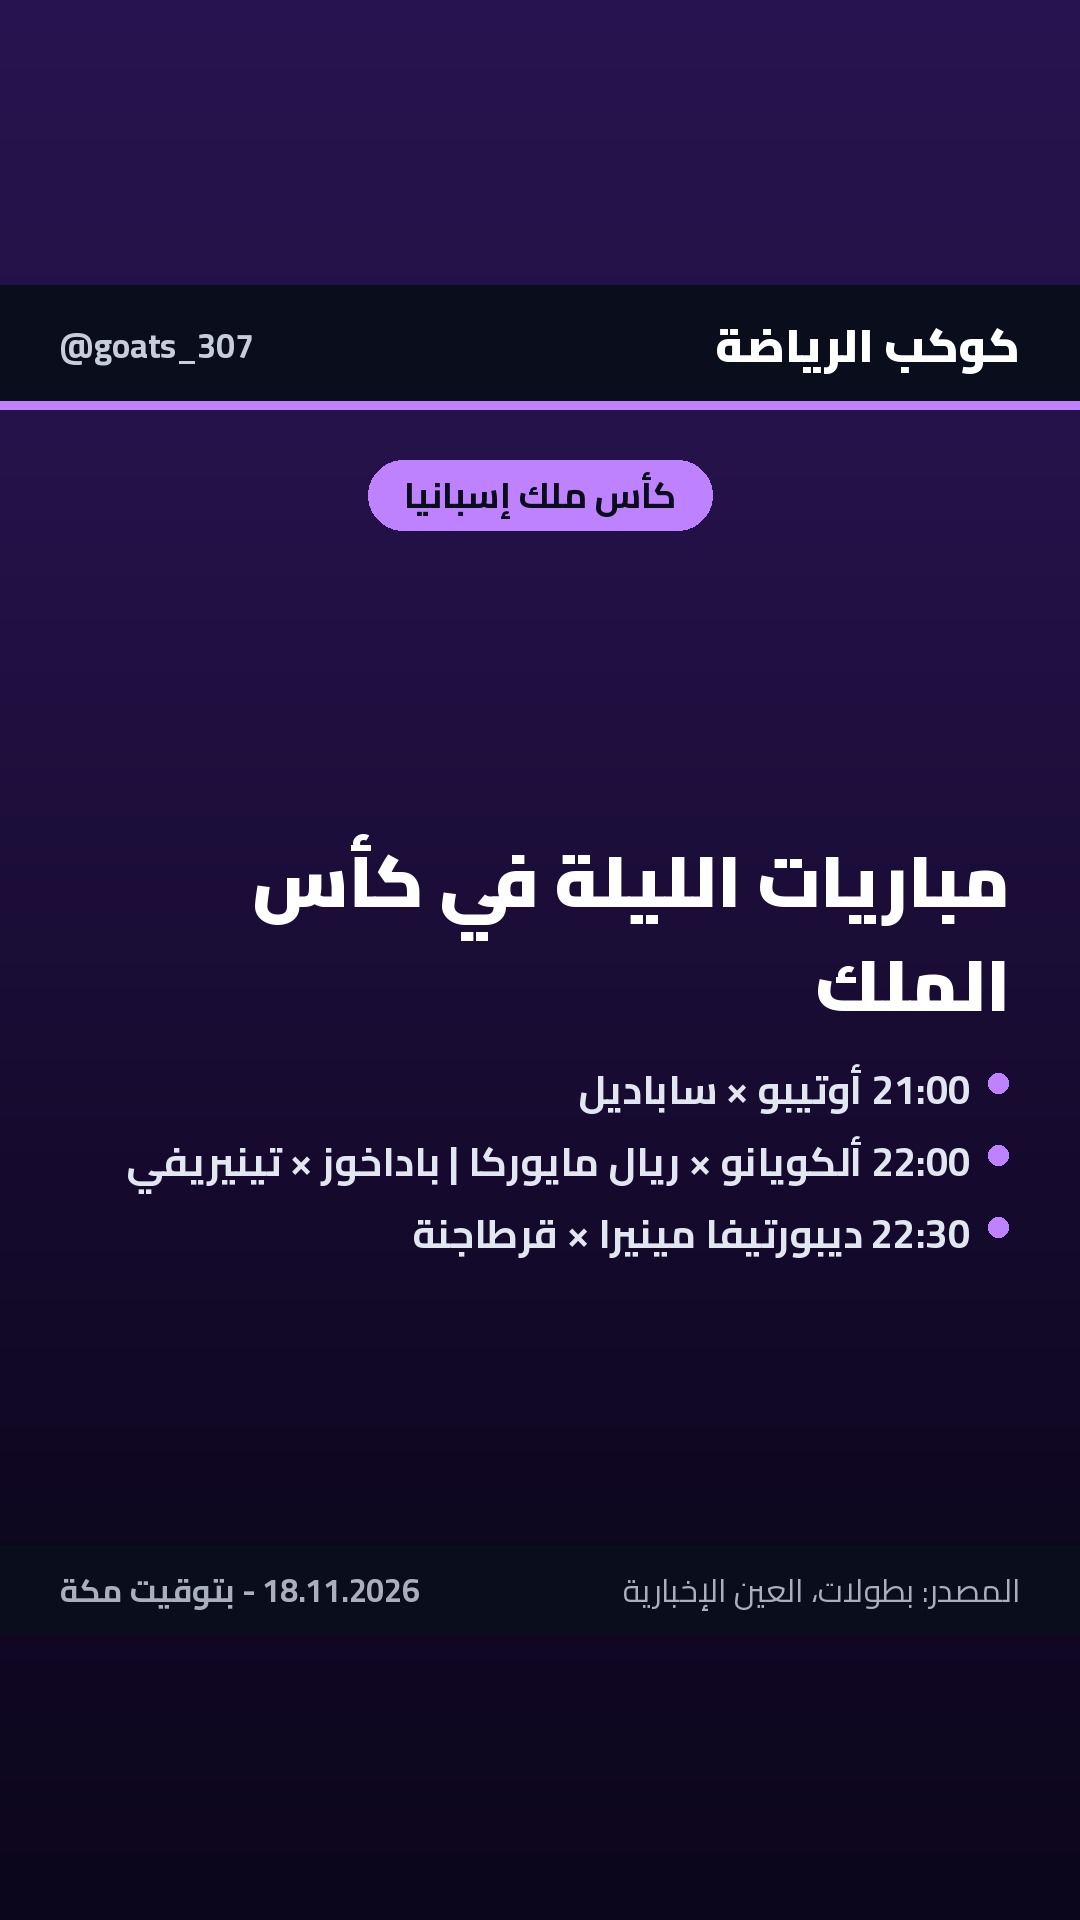 كوكب الرياضة
@goats_307
كأس ملك إسبانيا
مباريات الليلة في كأس
الملك
21:00 أوتيبو × ساباديل
22:00 ألكويانو × ريال مايوركا | باداخوز × تينيريفي
22:30 ديبورتيفا مينيرا × قرطاجنة
المصدر: بطولات، العين الإخبارية
18.11.2026 - بتوقيت مكة